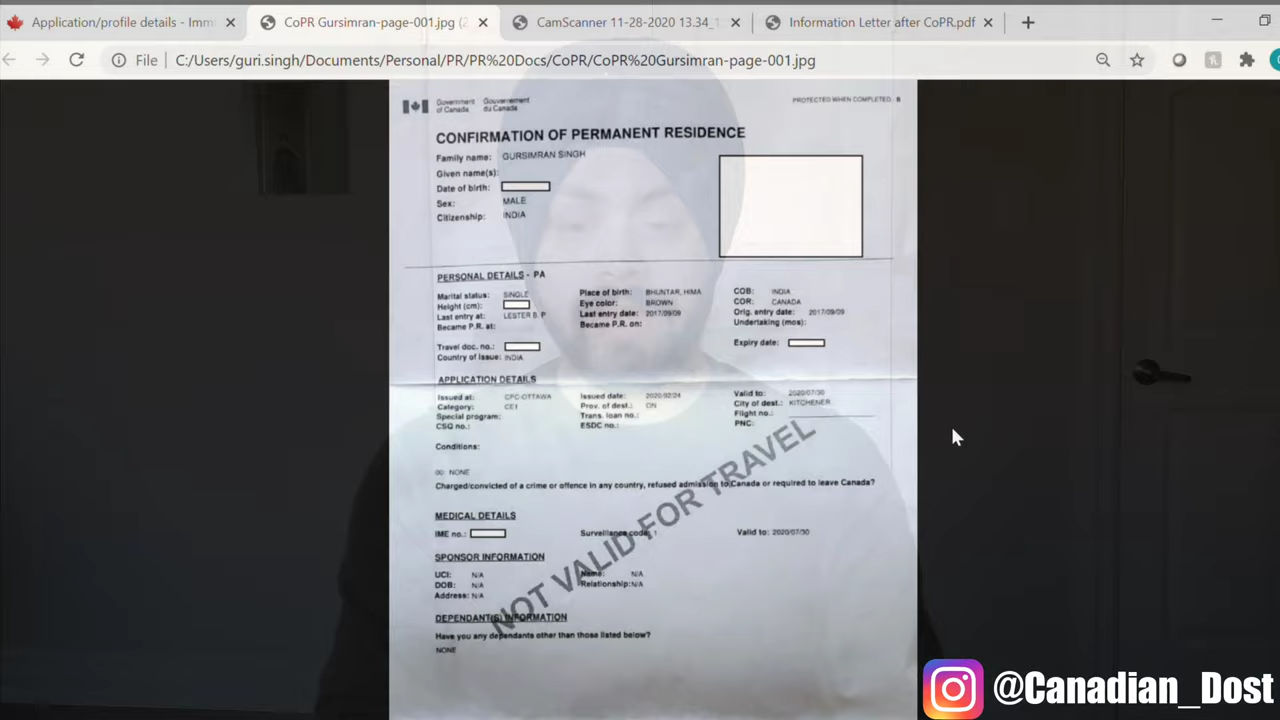 Application/profile details - Immi
CoPR Gursimran-page-001.jpg (2
CamScanner 11-28-2020 13.34_1
Information Letter after CoPR.pdf
File C:/Users/guri.singh/Documents/Personal/PR/PR%20Docs/CoPR/CoPR%20Gursimran-page-001.jpg
Government of Canada
Gouvernement du Canada
PROTECTED WHEN COMPLETED - B
CONFIRMATION OF PERMANENT RESIDENCE
Family name: GURSIMRAN SINGH
Given name(s):
Date of birth:
Sex: MALE
Citizenship: INDIA
PERSONAL DETAILS - PA
Marital status: SINGLE Place of birth: BHUNTAR, HIMA COB: INDIA
Height (cm): Eye color: BROWN COR: CANADA
Last entry at: LESTER B. P Last entry date: 2017/09/09 Orig. entry date: 2017/09/09
Became P.R. at: Became P.R. on: Undertaking (mos):
Travel doc. no.: Expiry date:
Country of issue: INDIA
APPLICATION DETAILS
Issued at: CPC-OTTAWA Issued date: 2020/02/24 Valid to: 2020/07/30
Category: CE1 Prov. of dest.: ON City of dest.: KITCHENER
Special program: Trans. loan no.: Flight no.:
CSQ no.: ESDC no.: PNC:
Conditions:
00: NONE
Charged/convicted of a crime or offence in any country, refused admission to Canada or required to leave Canada?
MEDICAL DETAILS
IME no.: Surveillance code: 1 Valid to: 2020/07/30
SPONSOR INFORMATION
UCI: N/A Name: N/A
DOB: N/A Relationship: N/A
Address: N/A
DEPENDANT(S) INFORMATION
Have you any dependants other than those listed below?
NONE
NOT VALID FOR TRAVEL
@Canadian_Dost